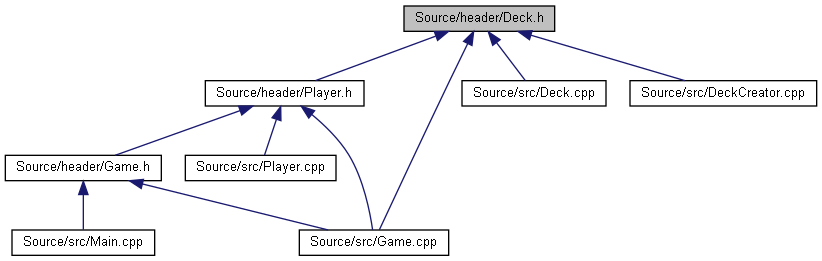 Source/header/Deck.h
Source/header/Player.h
Source/src/Deck.cpp
Source/src/DeckCreator.cpp
Source/header/Game.h
Source/src/Player.cpp
Source/src/Main.cpp
Source/src/Game.cpp